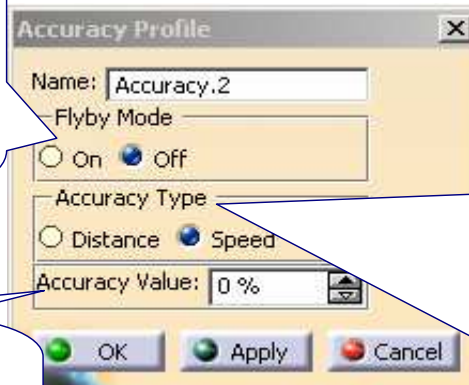 Accuracy Profile
Name: Accuracy.2
Flyby Mode
On Off
Accuracy Type
Distance Speed
Accuracy Value: 0 %
OK Apply Cancel